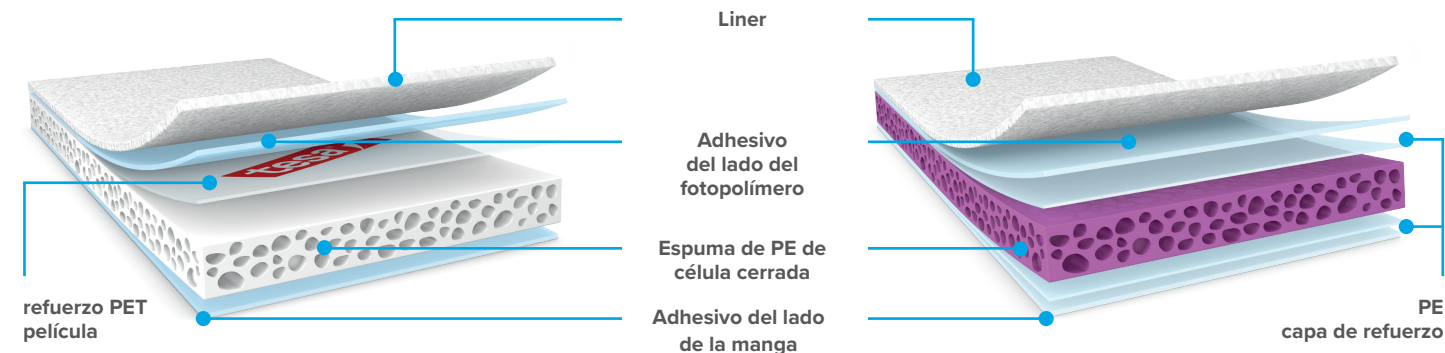 Liner
Adhesivo
del lado del
fotopolímero
tesa
Espuma de PE de
célula cerrada
refuerzo PET
película
Adhesivo del lado
de la manga
PE
capa de refuerzo